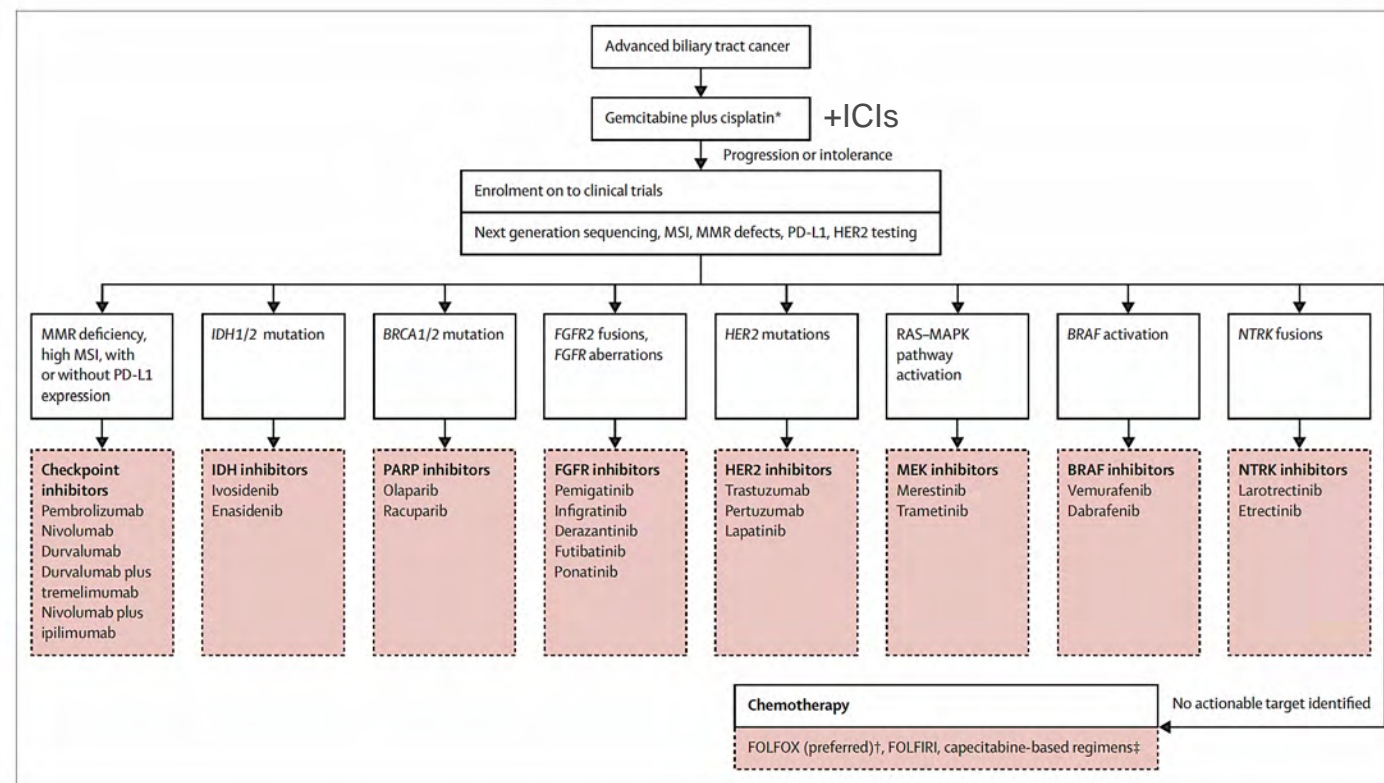 Advanced biliary tract cancer
Gemcitabine plus cisplatin*
+ICIs
Progression or intolerance
Enrolment on to clinical trials
Next generation sequencing, MSI, MMR defects, PD-L1, HER2 testing
MMR deficiency,
high MSI, with
or without PD-L1
expression
IDH1/2 mutation
BRCA1/2 mutation
FGFR2 fusions,
FGFR aberrations
HER2 mutations
RAS–MAPK
pathway
activation
BRAF activation
NTRK fusions
Checkpoint
inhibitors
Pembrolizumab
Nivolumab
Durvalumab
Durvalumab plus
tremelimumab
Nivolumab plus
ipilimumab
IDH inhibitors
Ivosidenib
Enasidenib
PARP inhibitors
Olaparib
Racuparib
FGFR inhibitors
Pemigatinib
Infigratinib
Derazantinib
Futibatinib
Ponatinib
HER2 inhibitors
Trastuzumab
Pertuzumab
Lapatinib
MEK inhibitors
Merestinib
Trametinib
BRAF inhibitors
Vemurafenib
Dabrafenib
NTRK inhibitors
Larotrectinib
Etrectinib
Chemotherapy
No actionable target identified
FOLFOX (preferred)†, FOLFIRI, capecitabine-based regimens‡